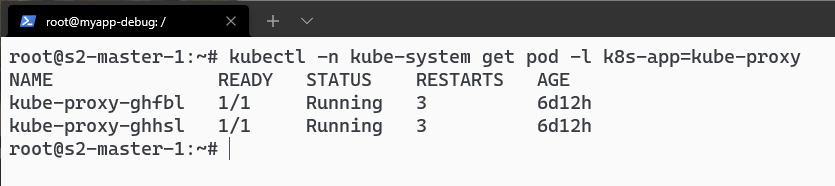 root@myapp-debug: /
root@s2-master-1:~# kubectl -n kube-system get pod -l k8s-app=kube-proxy
NAME READY STATUS RESTARTS AGE
kube-proxy-ghfbl 1/1 Running 3 6d12h
kube-proxy-ghhsl 1/1 Running 3 6d12h
root@s2-master-1:~#